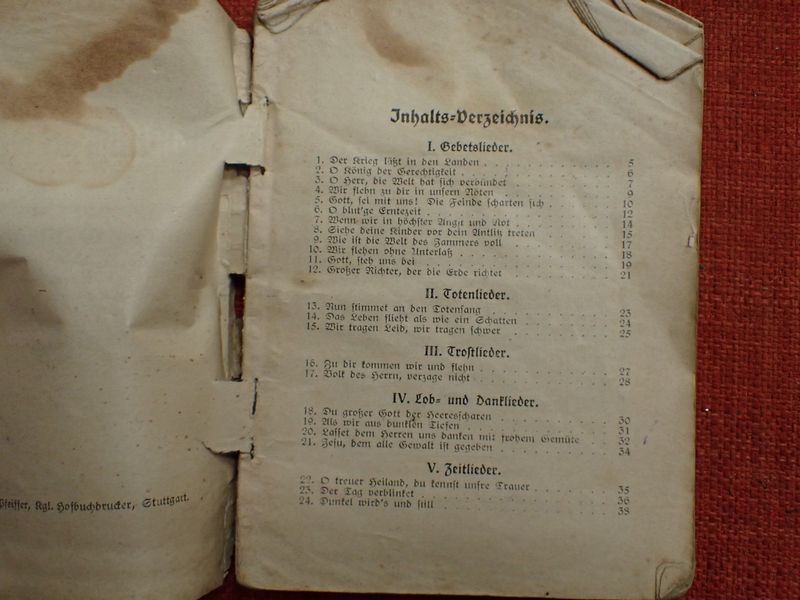 Pfeiffer, Kgl. Hofbuchdrucker, Stuttgart.
Inhalts-Verzeichnis.
I. Gebetslieder.
1. Der Krieg läßt in den Landen . . . 5
2. O König der Gerechtigkeit . . . 6
3. O Herr, die Welt hat sich verbündet . . . 7
4. Wir flehn zu dir in unsern Nöten . . . 9
5. Gott, sei mit uns! Die Feinde scharten sich . . . 10
6. O blut'ge Erntezeit . . . 12
7. Wenn wir in höchster Angst und Not . . . 14
8. Siehe deine Kinder vor dein Antlitz treten . . . 15
9. Wie ist die Welt des Jammers voll . . . 17
10. Wir flehen ohne Unterlaß . . . 18
11. Gott, steh uns bei . . . 19
12. Großer Richter, der die Erde richtet . . . 21
II. Totenlieder.
13. Nun stimmet an den Totensang . . . 23
14. Das Leben flieht als wie ein Schatten . . . 24
15. Wir tragen Leid, wir tragen schwer . . . 25
III. Trostlieder.
16. Zu dir kommen wir und flehn . . . 27
17. Volk des Herrn, verzage nicht . . . 28
IV. Lob- und Danklieder.
18. Du großer Gott der Heeresscharen . . . 30
19. Als wir aus dunklen Tiefen . . . 31
20. Lasset dem Herren uns danken mit frohem Gemüte . . . 32
21. Jesu, dem alle Gewalt ist gegeben . . . 34
V. Zeitlieder.
22. O treuer Heiland, du kennst unsre Trauer . . . 35
23. Der Tag verblinket . . . 36
24. Dunkel wird's und still . . . 38